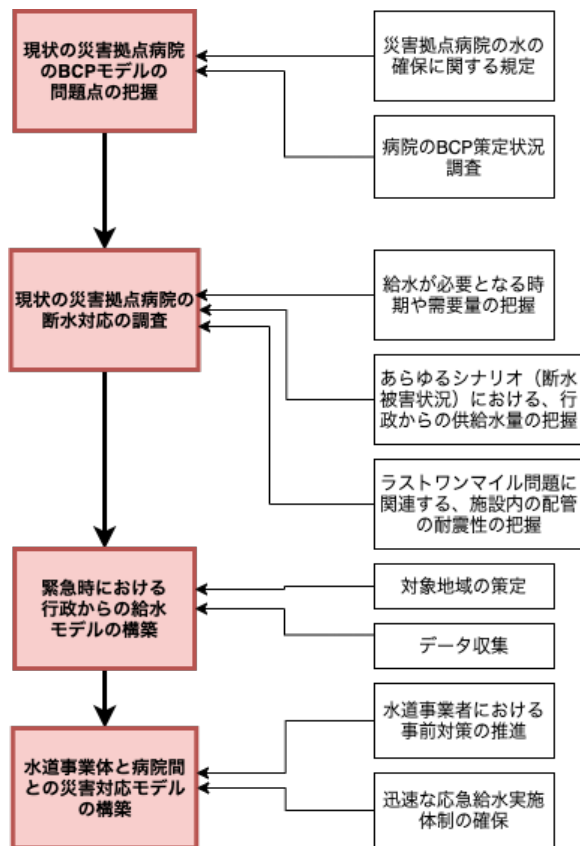 現状の災害拠点病院
のBCPモデルの
問題点の把握
災害拠点病院の水の
確保に関する規定
病院のBCP策定状況
調査
現状の災害拠点病院の
断水対応の調査
給水が必要となる時
期や需要量の把握
あらゆるシナリオ（断水
被害状況）における、行
政からの供給水量の把握
ラストワンマイル問題に
関連する、施設内の配管
の耐震性の把握
緊急時における
行政からの給水
モデルの構築
対象地域の策定
データ収集
水道事業体と病院間
との災害対応モデル
の構築
水道事業者における
事前対策の推進
迅速な応急給水実施
体制の確保